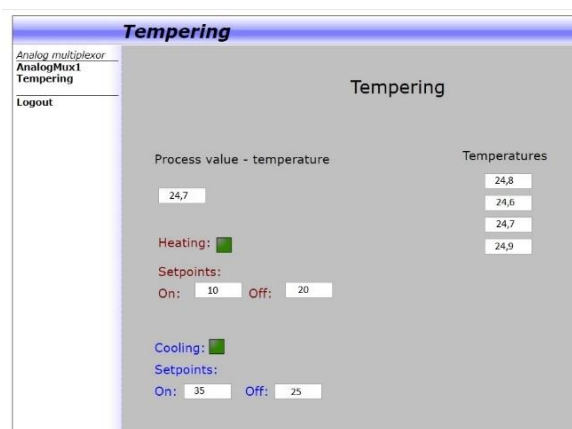 Tempering
Analog multiplexor
AnalogMux1
Tempering
Logout
Tempering
Process value - temperature
24,7
Heating:
Setpoints:
On: 10 Off: 20
Cooling:
Setpoints:
On: 35 Off: 25
Temperatures
24,8
24,6
24,7
24,9